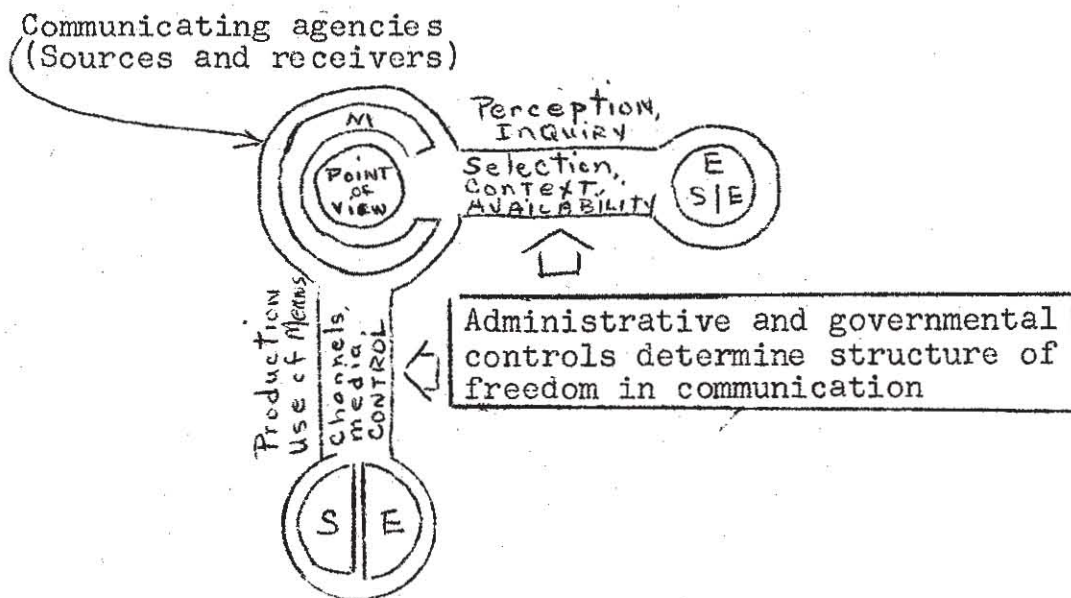 Communicating agencies
(Sources and receivers)
M
POINT
OF
VIEW
Perception,
INQUIRY
Selection,
CONTEXT,
AVAILABILITY
E
S | E
Production
Use of Means
Channels,
media,
CONTROL
Administrative and governmental
controls determine structure of
freedom in communication
S E